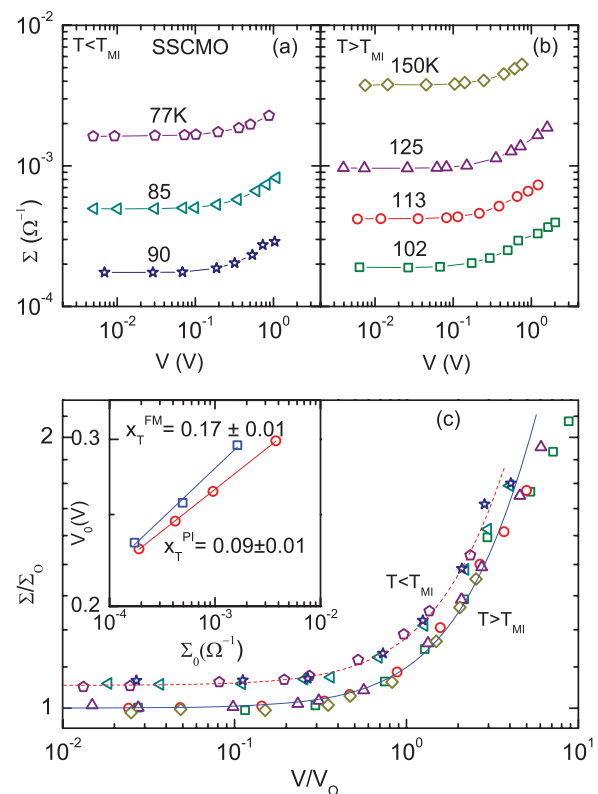 T<T_MI SSCMO (a)
77K
85
90
10^-2
10^-3
10^-4
Σ (Ω^-1)
10^-2 10^-1 10^0
V (V)
T>T_MI (b)
150K
125
113
102
10^-2 10^-1 10^0
V (V)
(c)
2
1
Σ/Σ_O
T<T_MI
T>T_MI
10^-2 10^-1 10^0 10^1
V/V_O
0.3
0.2
V_0(V)
x_T^FM = 0.17 ± 0.01
x_T^PI = 0.09±0.01
10^-4 10^-3 10^-2
Σ_0(Ω^-1)